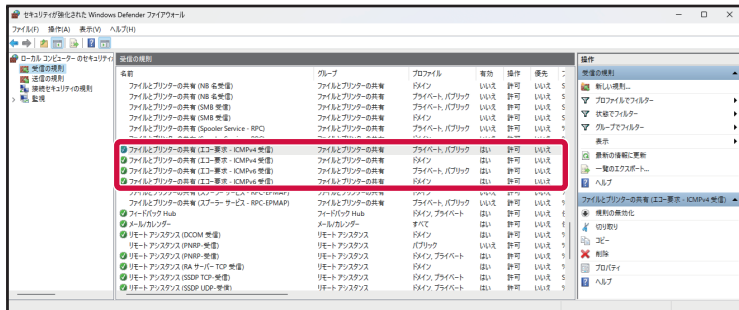 セキュリティが強化された Windows Defender ファイアウォール
ファイル(F) 操作(A) 表示(V) ヘルプ(H)
ローカル コンピューター のセキュリティ
受信の規則
送信の規則
接続セキュリティの規則
監視
受信の規則
名前 グループ プロファイル 有効 操作 優先
ファイルとプリンターの共有 (NB 名受信) ファイルとプリンターの共有 ドメイン いいえ 許可 いいえ
ファイルとプリンターの共有 (NB 名受信) ファイルとプリンターの共有 プライベート, パブリック いいえ 許可 いいえ
ファイルとプリンターの共有 (SMB 受信) ファイルとプリンターの共有 プライベート, パブリック いいえ 許可 いいえ
ファイルとプリンターの共有 (SMB 受信) ファイルとプリンターの共有 ドメイン いいえ 許可 いいえ
ファイルとプリンターの共有 (Spooler Service - RPC) ファイルとプリンターの共有 プライベート, パブリック いいえ 許可 いいえ
ファイルとプリンターの共有 (エコー要求 - ICMPv4 受信) ファイルとプリンターの共有 プライベート, パブリック はい 許可 いいえ
ファイルとプリンターの共有 (エコー要求 - ICMPv4 受信) ファイルとプリンターの共有 ドメイン はい 許可 いいえ
ファイルとプリンターの共有 (エコー要求 - ICMPv6 受信) ファイルとプリンターの共有 プライベート, パブリック はい 許可 いいえ
ファイルとプリンターの共有 (エコー要求 - ICMPv6 受信) ファイルとプリンターの共有 ドメイン はい 許可 いいえ
ファイルとプリンターの共有 (スプーラー サービス - RPC-EPMAP) ファイルとプリンターの共有 プライベート, パブリック いいえ 許可 いいえ
フィードバック Hub フィードバック Hub ドメイン, プライベート はい 許可 いいえ
メール/カレンダー メール/カレンダー すべて はい 許可 いいえ
リモート アシスタンス (DCOM 受信) リモート アシスタンス ドメイン はい 許可 いいえ
リモート アシスタンス (PNRP-受信) リモート アシスタンス パブリック いいえ 許可 いいえ
リモート アシスタンス (PNRP-受信) リモート アシスタンス ドメイン, プライベート はい 許可 いいえ
リモート アシスタンス (RA サーバー TCP 受信) リモート アシスタンス ドメイン はい 許可 いいえ
リモート アシスタンス (SSDP TCP-受信) リモート アシスタンス ドメイン, プライベート はい 許可 いいえ
リモート アシスタンス (SSDP UDP-受信) リモート アシスタンス ドメイン, プライベート はい 許可 いいえ
操作
受信の規則
新しい規則...
プロファイルでフィルター
状態でフィルター
グループでフィルター
表示
最新の情報に更新
一覧のエクスポート...
ヘルプ
ファイルとプリンターの共有 (エコー要求 - ICMPv4 受信)
規則の無効化
切り取り
コピー
削除
プロパティ
ヘルプ